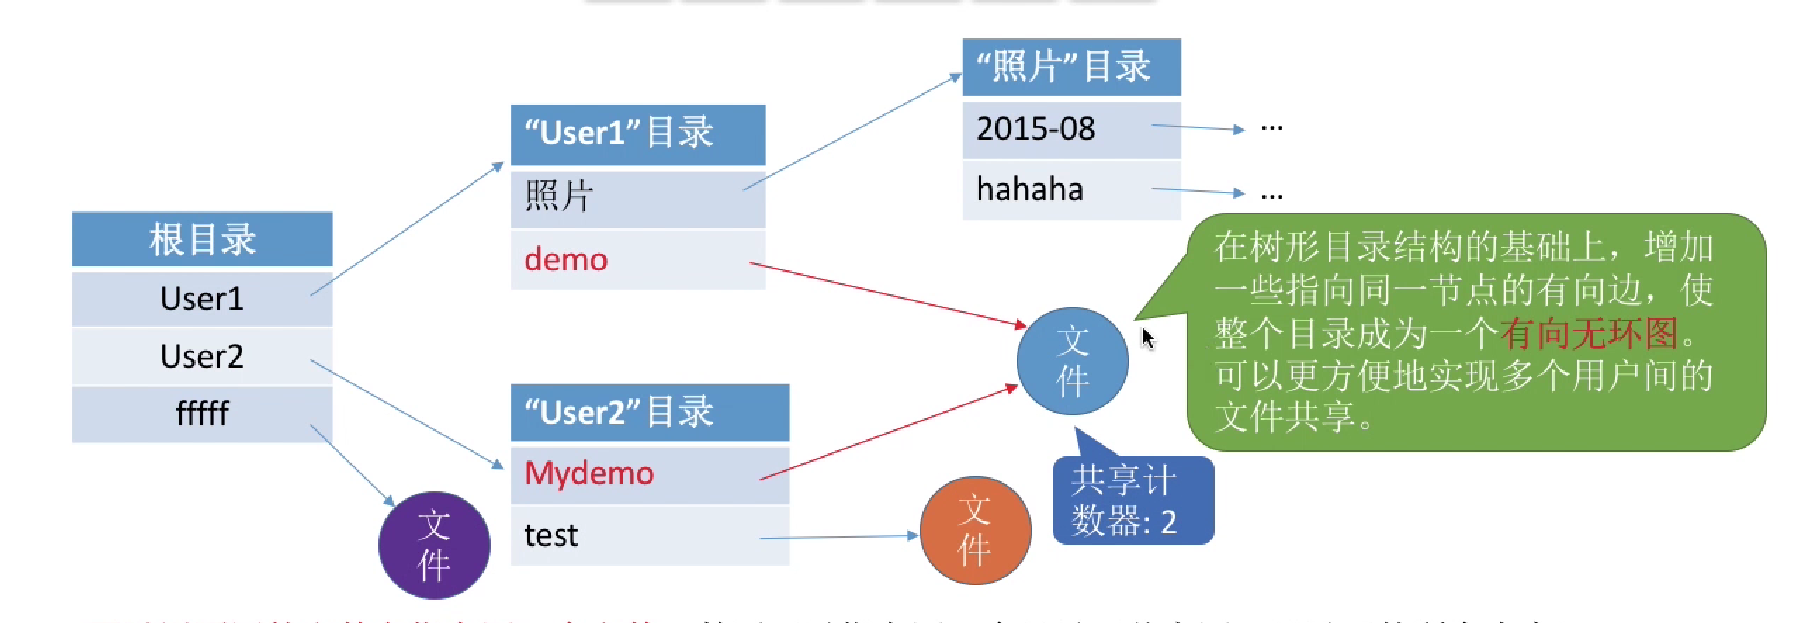 “照片”目录
2015-08
...
hahaha
...
“User1”目录
照片
demo
根目录
User1
User2
fffff
在树形目录结构的基础上，增加
一些指向同一节点的有向边，使
整个目录成为一个有向无环图。
可以更方便地实现多个用户间的
文件共享。
文
件
“User2”目录
Mydemo
test
共享计
数器: 2
文
件
文
件